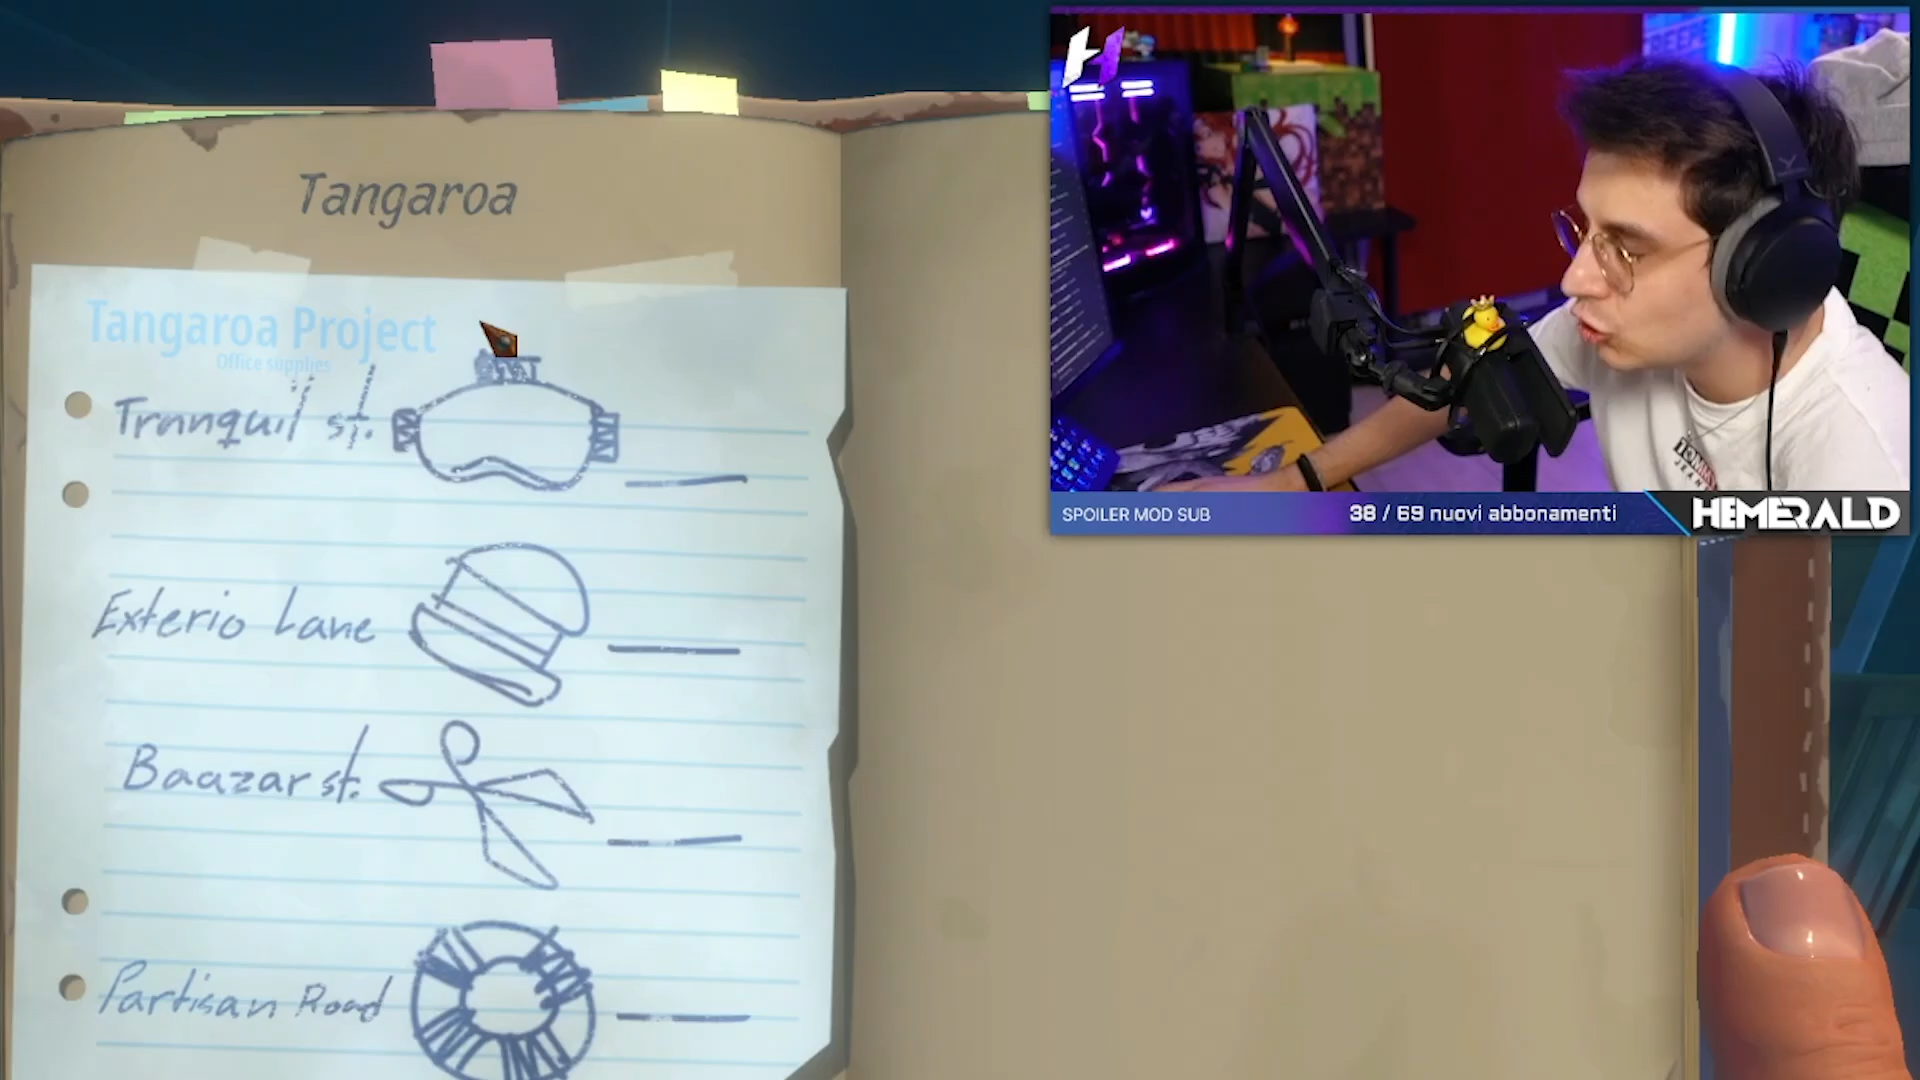 Tangaroa
Tangaroa Project
Office supplies
Tranquil st.
Exterio Lane
Baazar st.
Partisan Road
SPOILER MOD SUB
38 / 69 nuovi abbonamenti
HEMERALD